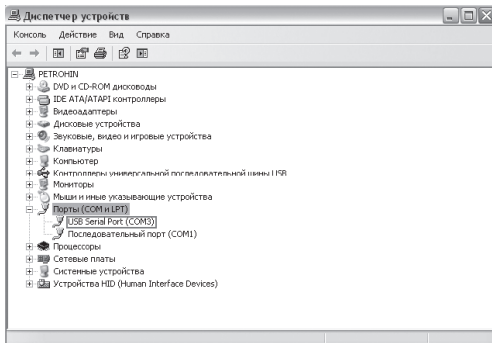 Диспетчер устройств
Консоль Действие Вид Справка
PETROHIN
DVD и CD-ROM дисководы
IDE ATA/ATAPI контроллеры
Видеоадаптеры
Дисковые устройства
Звуковые, видео и игровые устройства
Клавиатуры
Компьютер
Контроллеры универсальной последовательной шины USB
Мониторы
Мыши и иные указывающие устройства
Порты (COM и LPT)
USB Serial Port (COM3)
Последовательный порт (COM1)
Процессоры
Сетевые платы
Системные устройства
Устройства HID (Human Interface Devices)